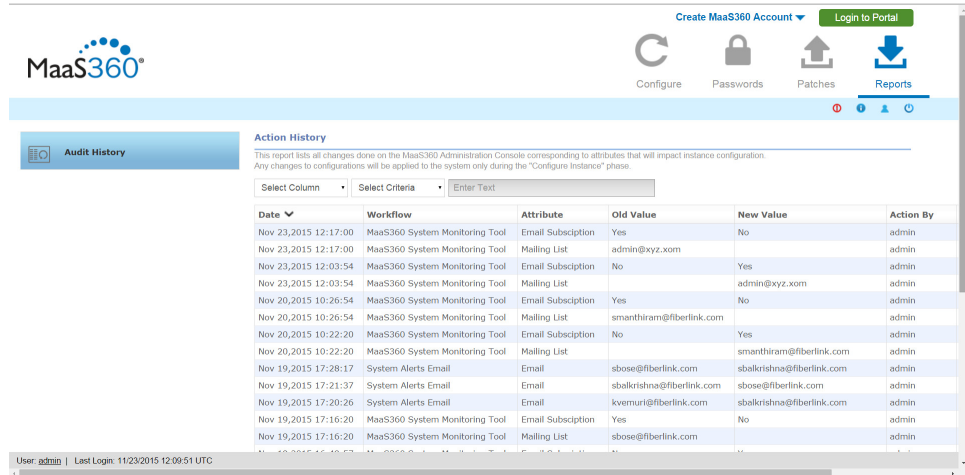 Create MaaS360 Account
Login to Portal
MaaS360®
Configure Passwords Patches Reports
Audit History
Action History
This report lists all changes done on the MaaS360 Administration Console corresponding to attributes that will impact instance configuration.
Any changes to configurations will be applied to the system only during the "Configure Instance" phase.
Select Column Select Criteria Enter Text
Date Workflow Attribute Old Value New Value Action By
Nov 23,2015 12:17:00 MaaS360 System Monitoring Tool Email Subsciption Yes No admin
Nov 23,2015 12:17:00 MaaS360 System Monitoring Tool Mailing List admin@xyz.xom admin
Nov 23,2015 12:03:54 MaaS360 System Monitoring Tool Email Subsciption No Yes admin
Nov 23,2015 12:03:54 MaaS360 System Monitoring Tool Mailing List admin@xyz.xom admin
Nov 20,2015 10:26:54 MaaS360 System Monitoring Tool Email Subsciption Yes No admin
Nov 20,2015 10:26:54 MaaS360 System Monitoring Tool Mailing List smanthiram@fiberlink.com admin
Nov 20,2015 10:22:20 MaaS360 System Monitoring Tool Email Subsciption No Yes admin
Nov 20,2015 10:22:20 MaaS360 System Monitoring Tool Mailing List smanthiram@fiberlink.com admin
Nov 19,2015 17:28:17 System Alerts Email Email sbose@fiberlink.com sbalkrishna@fiberlink.com admin
Nov 19,2015 17:21:37 System Alerts Email Email sbalkrishna@fiberlink.com sbose@fiberlink.com admin
Nov 19,2015 17:20:26 System Alerts Email Email kvemuri@fiberlink.com sbalkrishna@fiberlink.com admin
Nov 19,2015 17:16:20 MaaS360 System Monitoring Tool Email Subsciption Yes No admin
Nov 19,2015 17:16:20 MaaS360 System Monitoring Tool Mailing List sbose@fiberlink.com admin
User: admin | Last Login: 11/23/2015 12:09:51 UTC